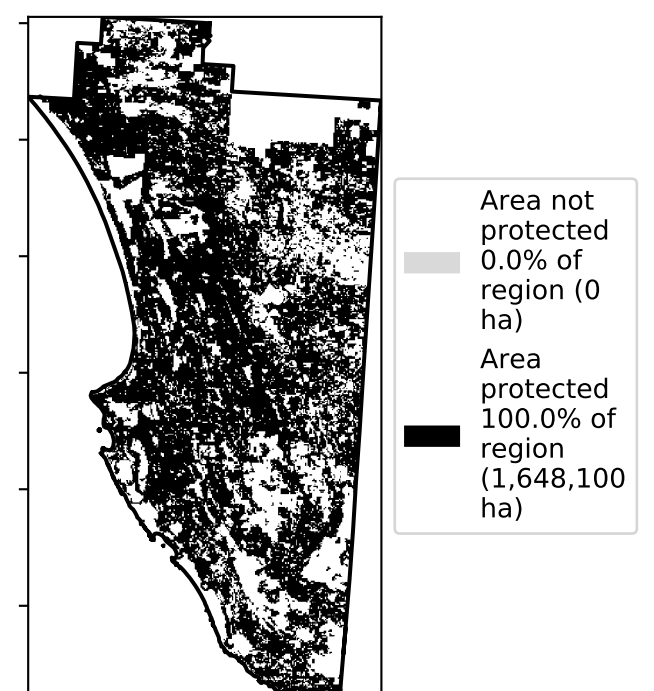 Area not
protected
0.0% of
region (0
ha)
Area
protected
100.0% of
region
(1,648,100
ha)